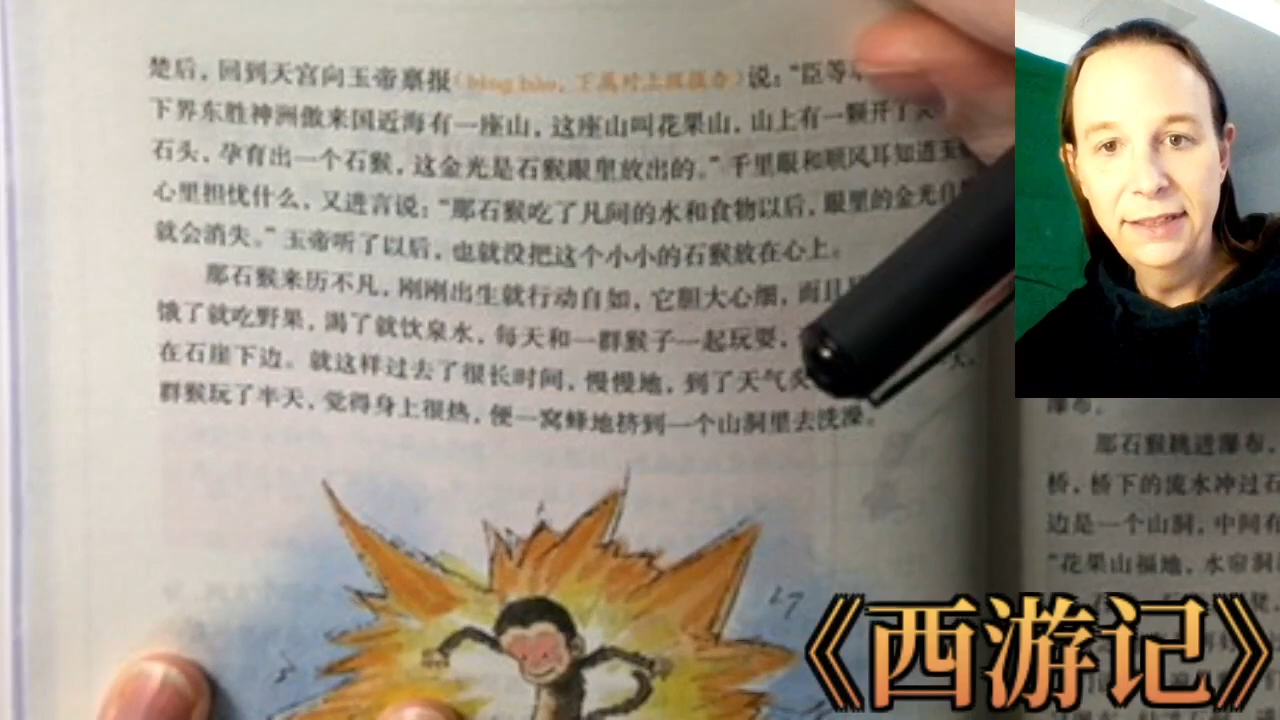 楚后，回到天宫向玉帝禀报（bǐng bào，下属对上级报告）说：“臣等
下界东胜神洲傲来国近海有一座山，这座山叫花果山，山上有一颗开了
石头，孕育出一个石猴，这金光是石猴眼里放出的。”千里眼和顺风耳知道玉
心里担忧什么，又进言说：“那石猴吃了凡间的水和食物以后，眼里的金光自
就会消失。”玉帝听了以后，也就没把这个小小的石猴放在心上。
那石猴来历不凡，刚刚出生就行动自如，它胆大心细，而且
饿了就吃野果，渴了就饮泉水，每天和一群猴子一起玩耍，
在石崖下边。就这样过去了很长时间，慢慢地，到了天气
群猴玩了半天，觉得身上很热，便一窝蜂地挤到一个山洞里去洗澡。
瀑布。
那石猴跳进瀑布，
桥，桥下的流水冲过石
边是一个山洞，中间有
“花果山福地，水帘洞
《西游记》